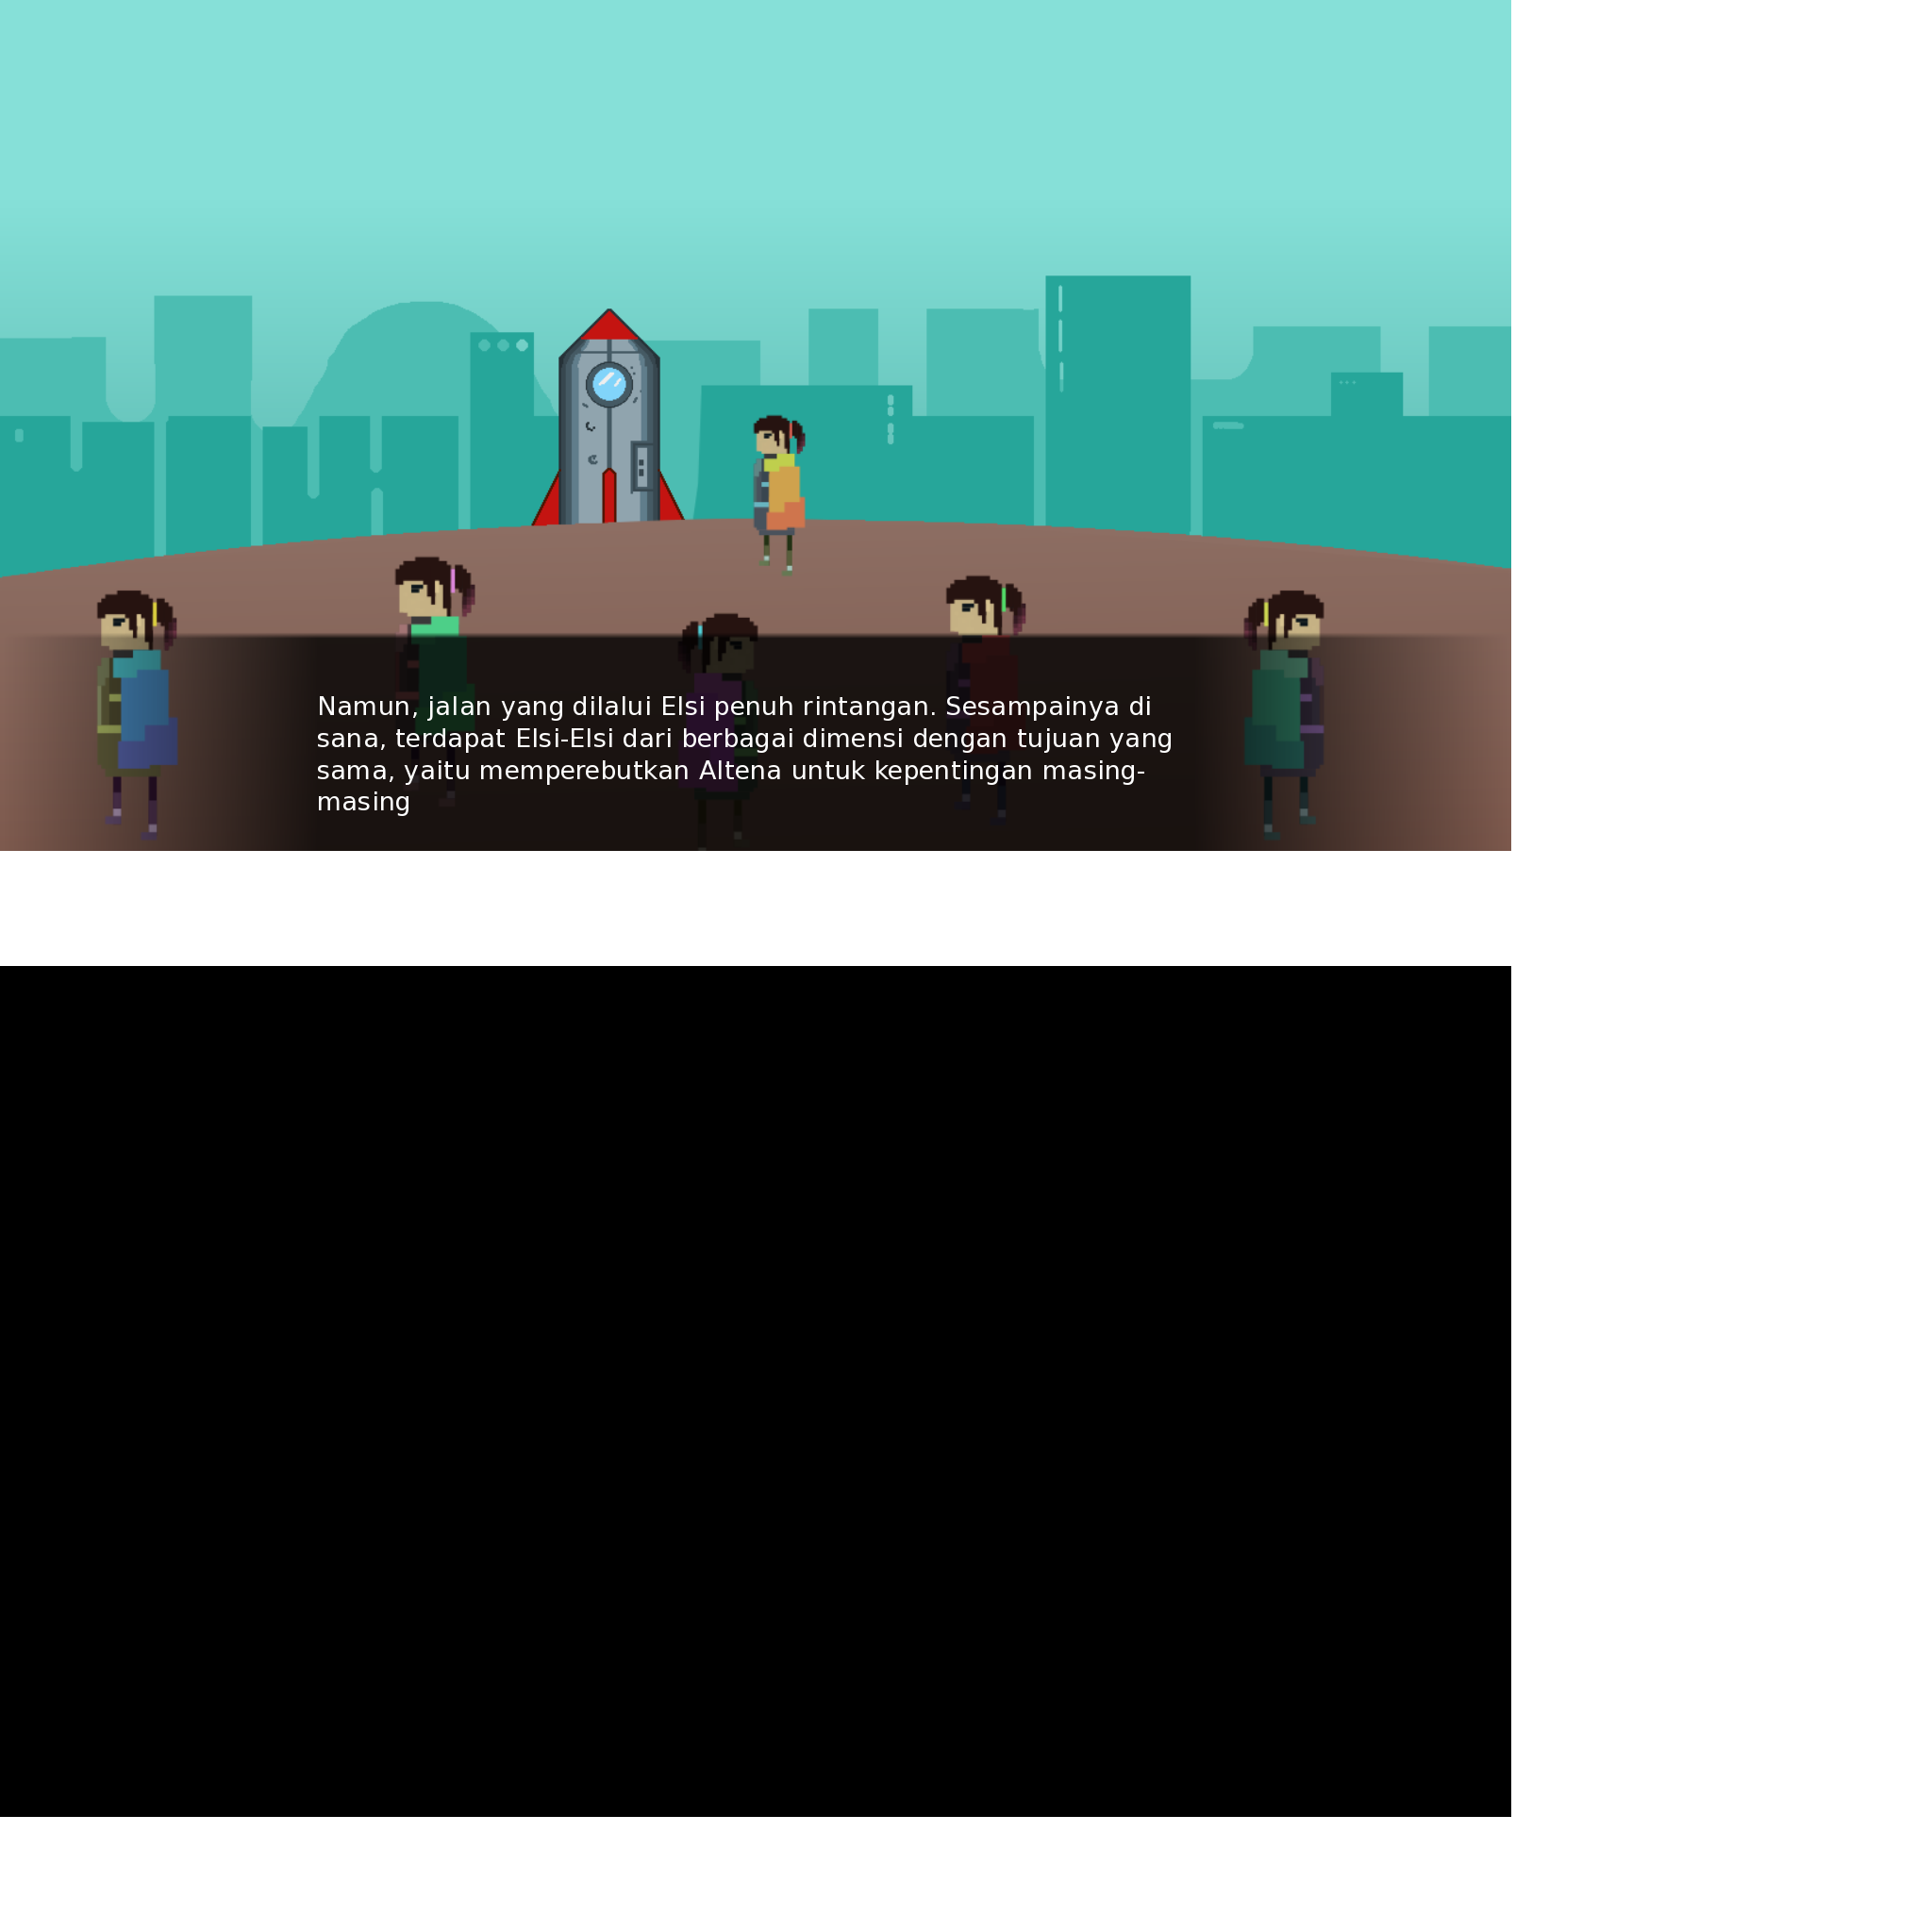 Namun, jalan yang dilalui Elsi penuh rintangan. Sesampainya di
sana, terdapat Elsi-Elsi dari berbagai dimensi dengan tujuan yang
sama, yaitu memperebutkan Altena untuk kepentingan masing-
masing